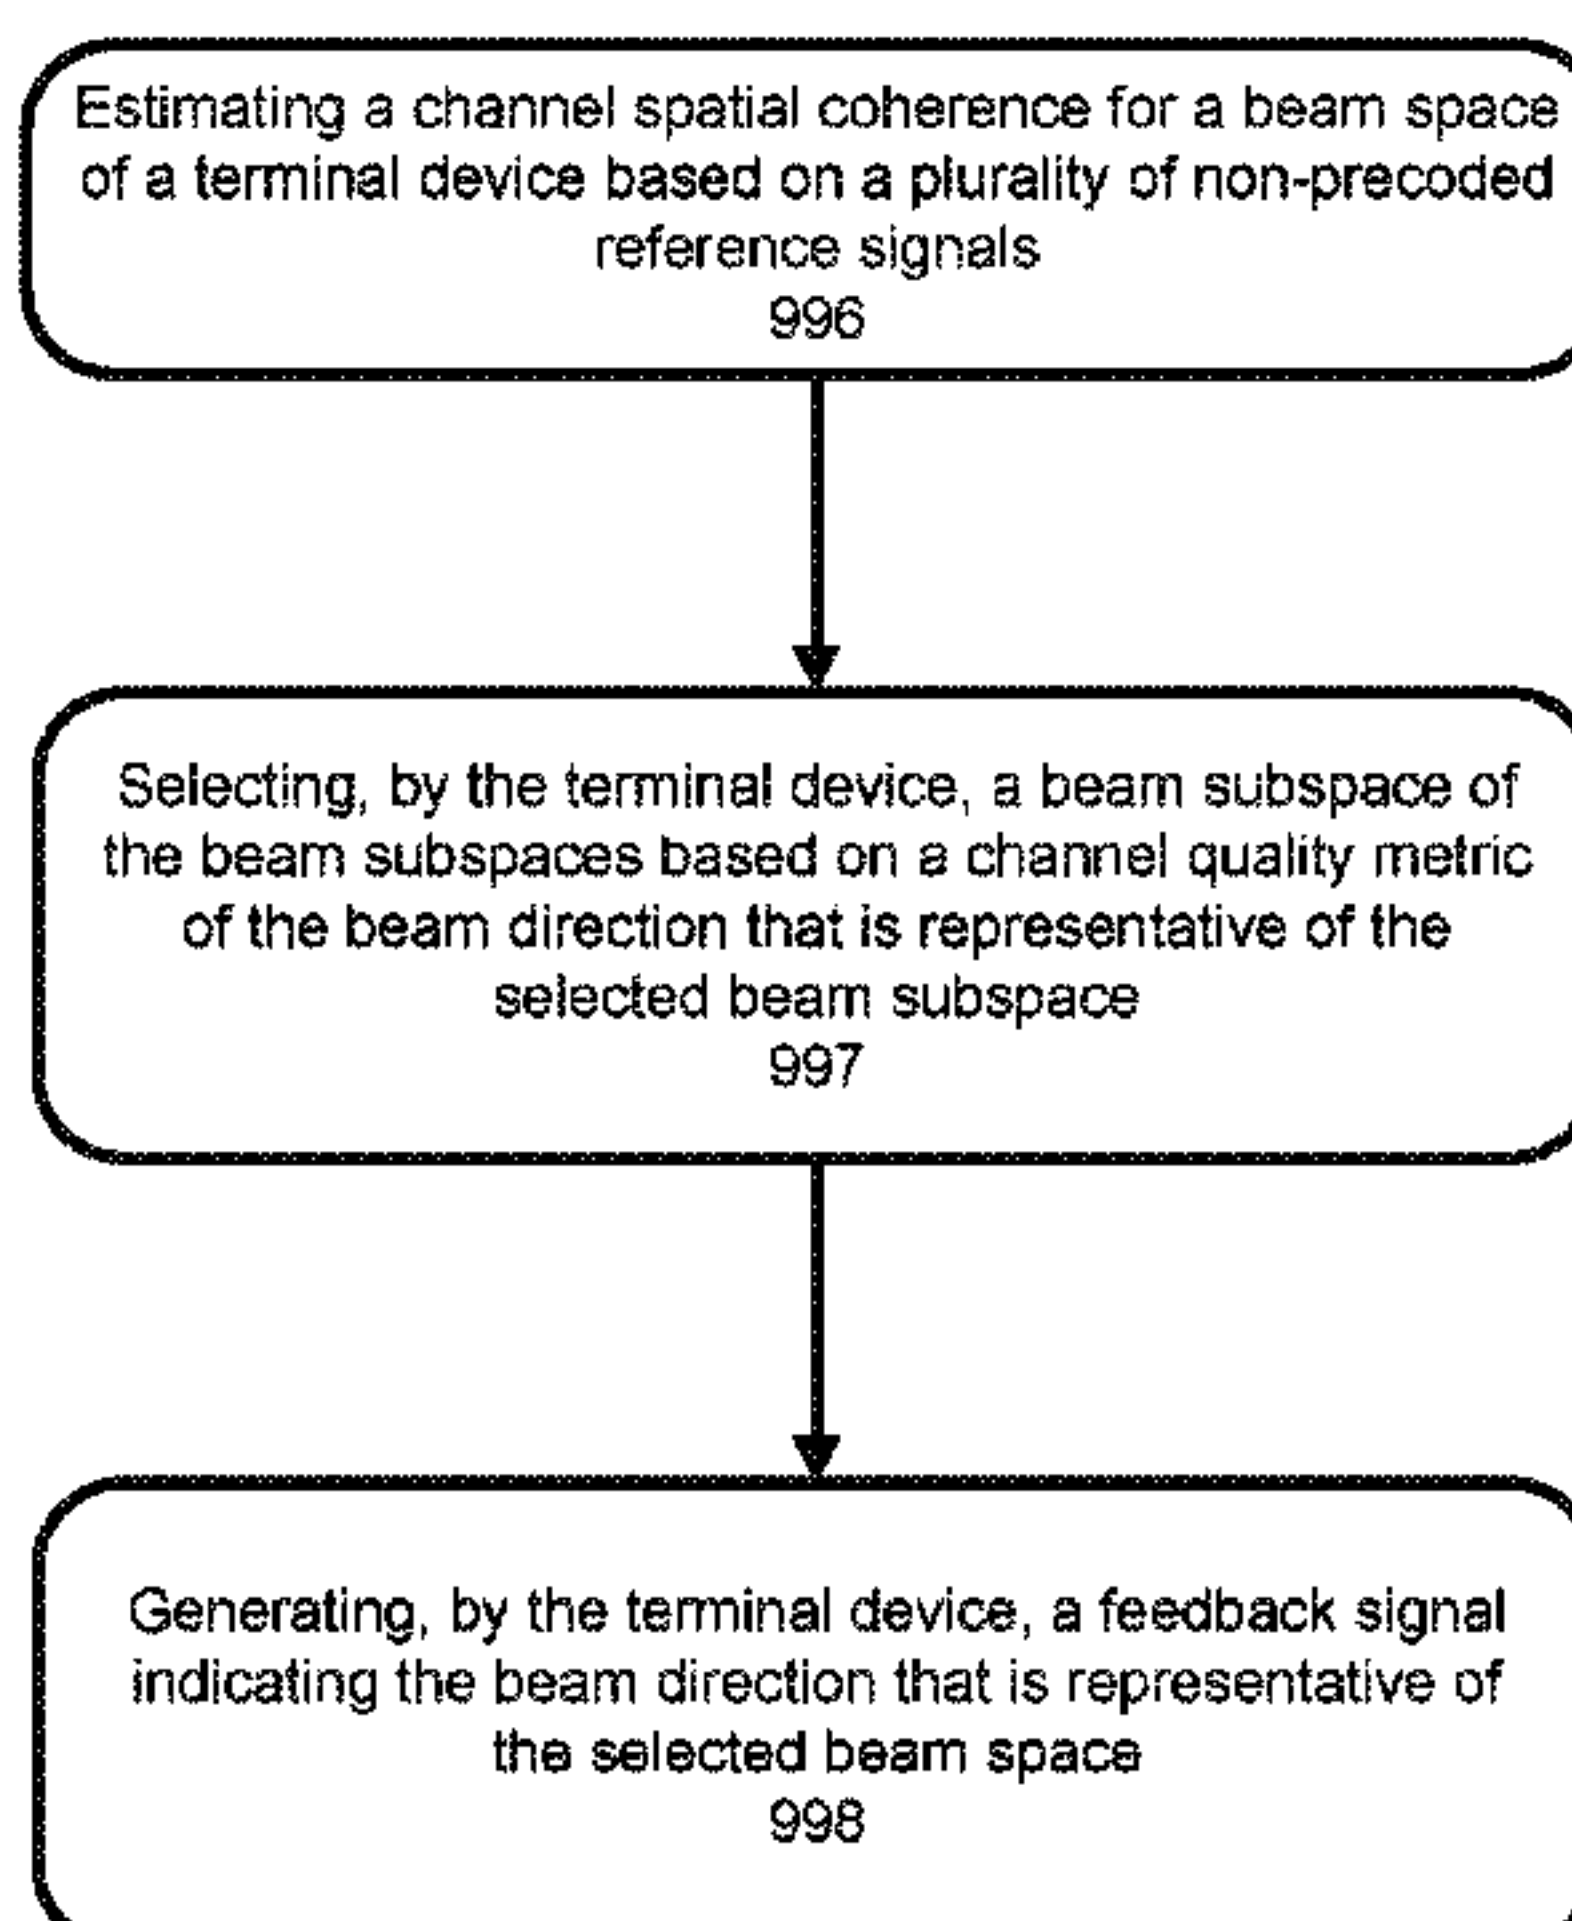 Estimating a channel spatial coherence for a beam space
of a terminal device based on a plurality of non-precoded
reference signals
996
Selecting, by the terminal device, a beam subspace of
the beam subspaces based on a channel quality metric
of the beam direction that is representative of the
selected beam subspace
997
Generating, by the terminal device, a feedback signal
indicating the beam direction that is representative of
the selected beam space
998